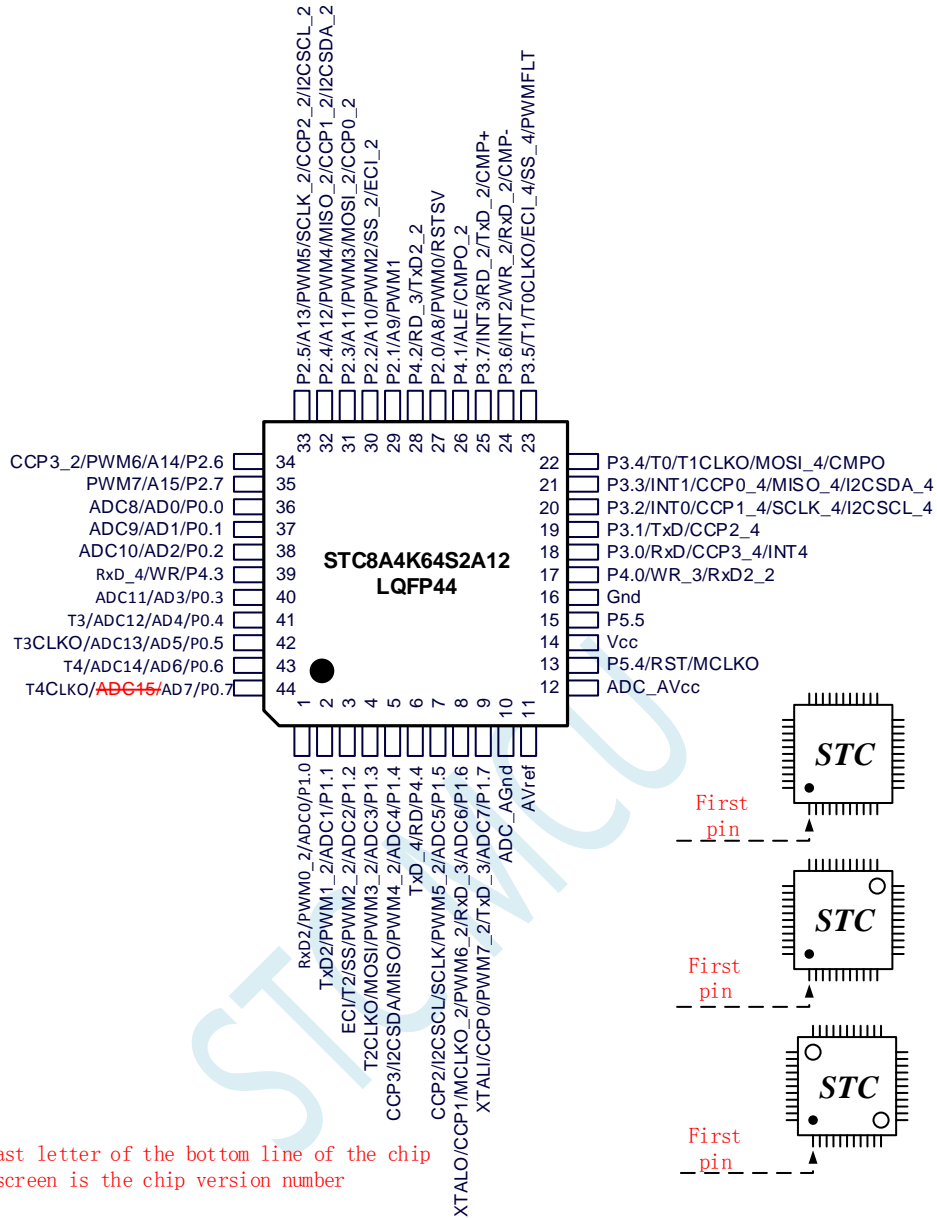 P2.5/A13/PWM5/SCLK_2/CCP2_2/I2CSCL_2
P2.4/A12/PWM4/MISO_2/CCP1_2/I2CSDA_2
P2.3/A11/PWM3/MOSI_2/CCP0_2
P2.2/A10/PWM2/SS_2/ECI_2
P2.1/A9/PWM1
P4.2/RD_3/TxD2_2
P2.0/A8/PWM0/RSTSV
P4.1/ALE/CMPO_2
P3.7/INT3/RD_2/TxD_2/CMP+
P3.6/INT2/WR_2/RxD_2/CMP-
P3.5/T1/T0CLKO/ECI_4/SS_4/PWMFLT
33 32 31 30 29 28 27 26 25 24 23
CCP3_2/PWM6/A14/P2.6 34
PWM7/A15/P2.7 35
ADC8/AD0/P0.0 36
ADC9/AD1/P0.1 37
ADC10/AD2/P0.2 38
RxD_4/WR/P4.3 39
ADC11/AD3/P0.3 40
T3/ADC12/AD4/P0.4 41
T3CLKO/ADC13/AD5/P0.5 42
T4/ADC14/AD6/P0.6 43
T4CLKO/ADC15/AD7/P0.7 44
STC8A4K64S2A12
LQFP44
22 P3.4/T0/T1CLKO/MOSI_4/CMPO
21 P3.3/INT1/CCP0_4/MISO_4/I2CSDA_4
20 P3.2/INT0/CCP1_4/SCLK_4/I2CSCL_4
19 P3.1/TxD/CCP2_4
18 P3.0/RxD/CCP3_4/INT4
17 P4.0/WR_3/RxD2_2
16 Gnd
15 P5.5
14 Vcc
13 P5.4/RST/MCLKO
12 ADC_AVcc
1 2 3 4 5 6 7 8 9 10 11
RxD2/PWM0_2/ADC0/P1.0
TxD2/PWM1_2/ADC1/P1.1
ECI/T2/SS/PWM2_2/ADC2/P1.2
T2CLKO/MOSI/PWM3_2/ADC3/P1.3
CCP3/I2CSDA/MISO/PWM4_2/ADC4/P1.4
TxD_4/RD/P4.4
CCP2/I2CSCL/SCLK/PWM5_2/ADC5/P1.5
XTALO/CCP1/MCLKO_2/PWM6_2/RxD_3/ADC6/P1.6
XTALI/CCP0/PWM7_2/TxD_3/ADC7/P1.7
ADC_AGnd
AVref
STC
First
pin
STC
First
pin
STC
First
pin
STC MCU
ast letter of the bottom line of the chip
screen is the chip version number